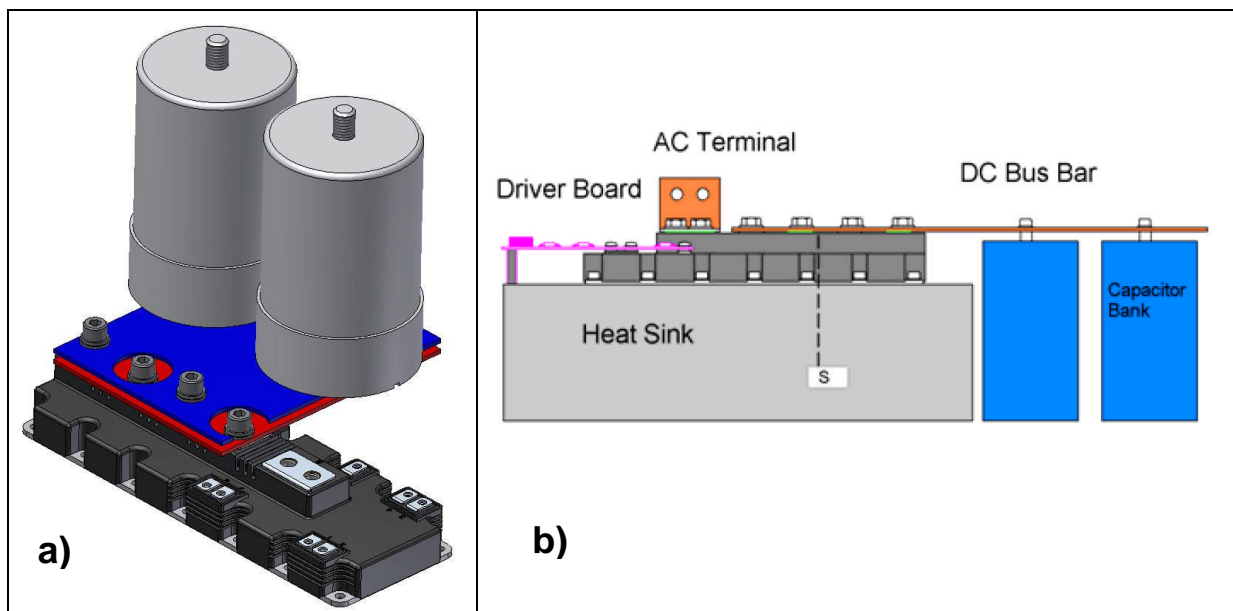 a)
AC Terminal
Driver Board
DC Bus Bar
Capacitor
Bank
Heat Sink
S
b)